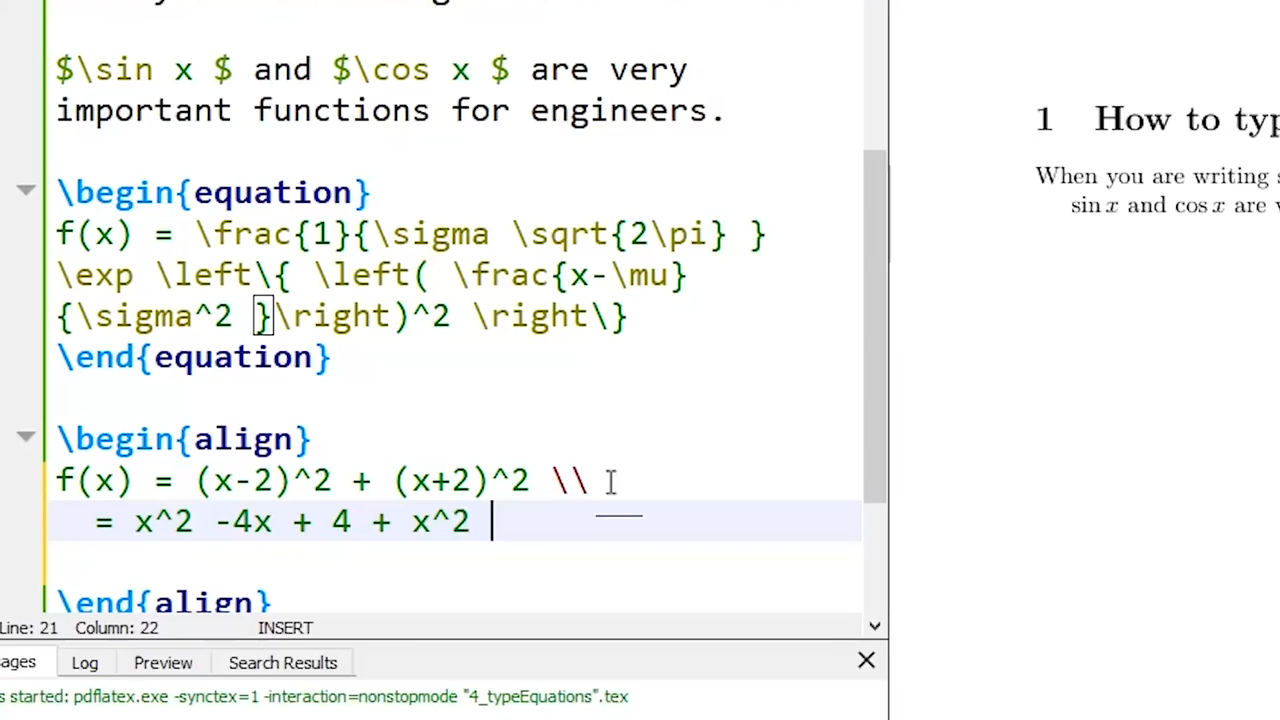 $\sin x $ and $\cos x $ are very
important functions for engineers.
\begin{equation}
f(x) = \frac{1}{\sigma \sqrt{2\pi} }
\exp \left\{ \left( \frac{x-\mu}
{\sigma^2 }\right)^2 \right\}
\end{equation}
\begin{align}
f(x) = (x-2)^2 + (x+2)^2 \\
= x^2 -4x + 4 + x^2
\end{align}
Line: 21 Column: 22 INSERT
Log Preview Search Results
started: pdflatex.exe -synctex=1 -interaction=nonstopmode "4_typeEquations".tex
1 How to
When you are writing
sin x and cos x are